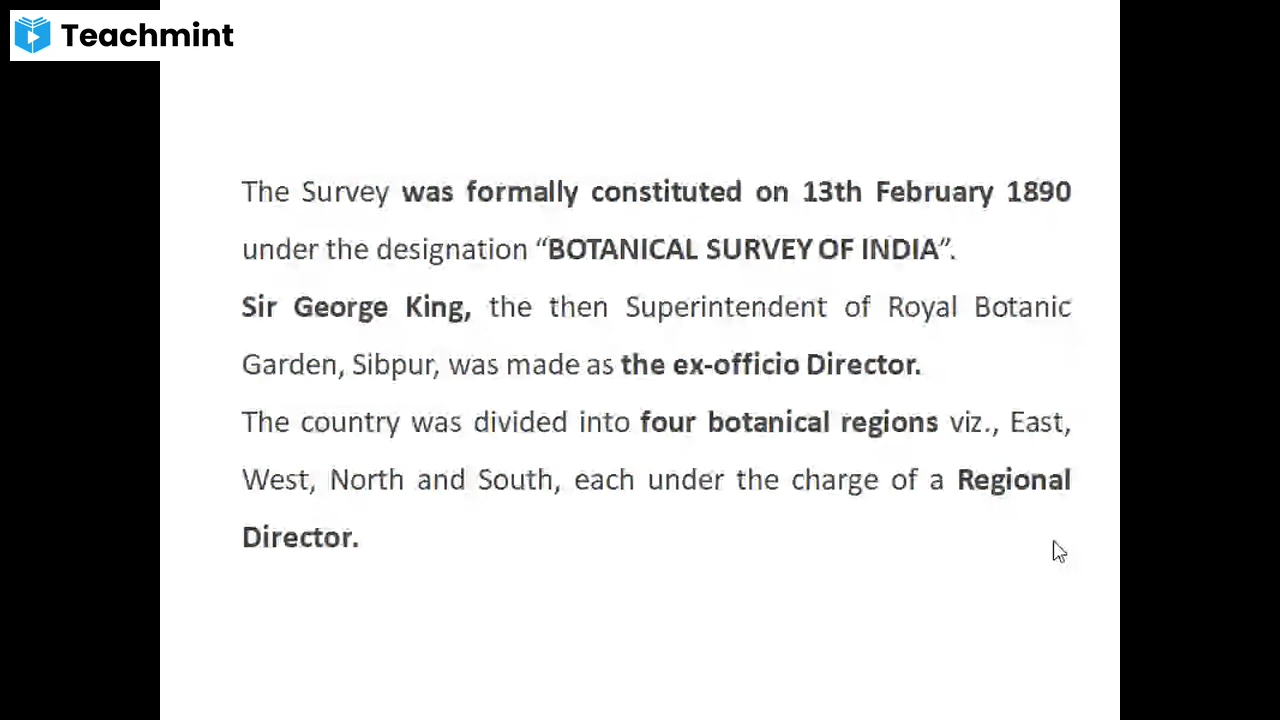 Teachmint
The Survey was formally constituted on 13th February 1890
under the designation “BOTANICAL SURVEY OF INDIA”.
Sir George King, the then Superintendent of Royal Botanic
Garden, Sibpur, was made as the ex-officio Director.
The country was divided into four botanical regions viz., East,
West, North and South, each under the charge of a Regional
Director.